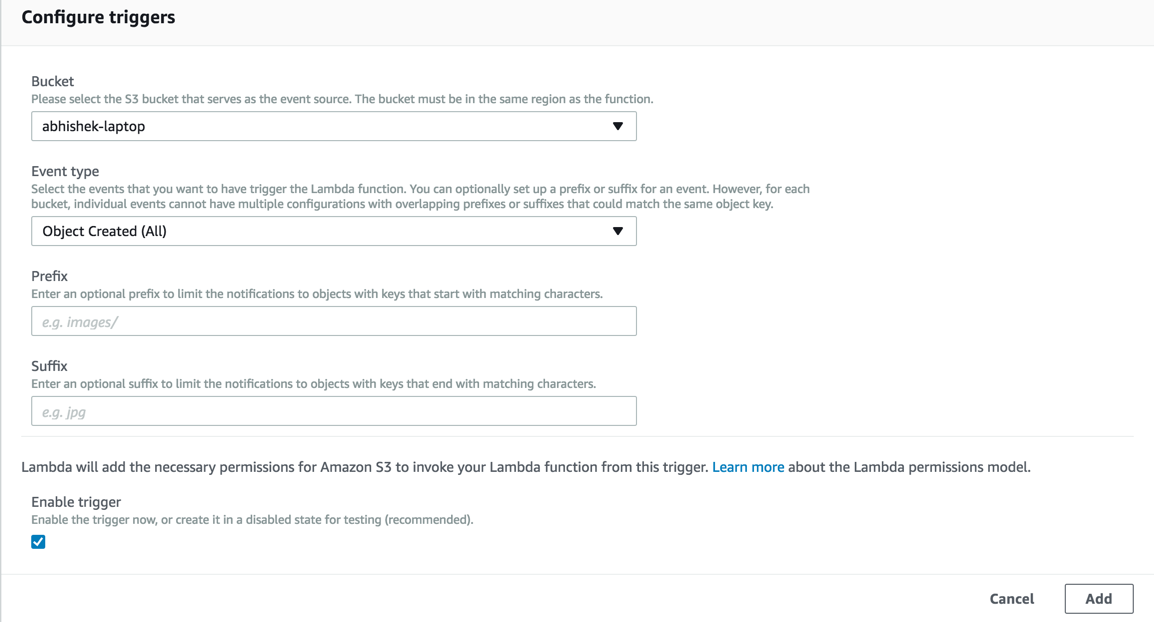 Configure triggers
Bucket
Please select the S3 bucket that serves as the event source. The bucket must be in the same region as the function.
abhishek-laptop
Event type
Select the events that you want to have trigger the Lambda function. You can optionally set up a prefix or suffix for an event. However, for each
bucket, individual events cannot have multiple configurations with overlapping prefixes or suffixes that could match the same object key.
Object Created (All)
Prefix
Enter an optional prefix to limit the notifications to objects with keys that start with matching characters.
e.g. images/
Suffix
Enter an optional suffix to limit the notifications to objects with keys that end with matching characters.
e.g. jpg
Lambda will add the necessary permissions for Amazon S3 to invoke your Lambda function from this trigger. Learn more about the Lambda permissions model.
Enable trigger
Enable the trigger now, or create it in a disabled state for testing (recommended).
Cancel Add